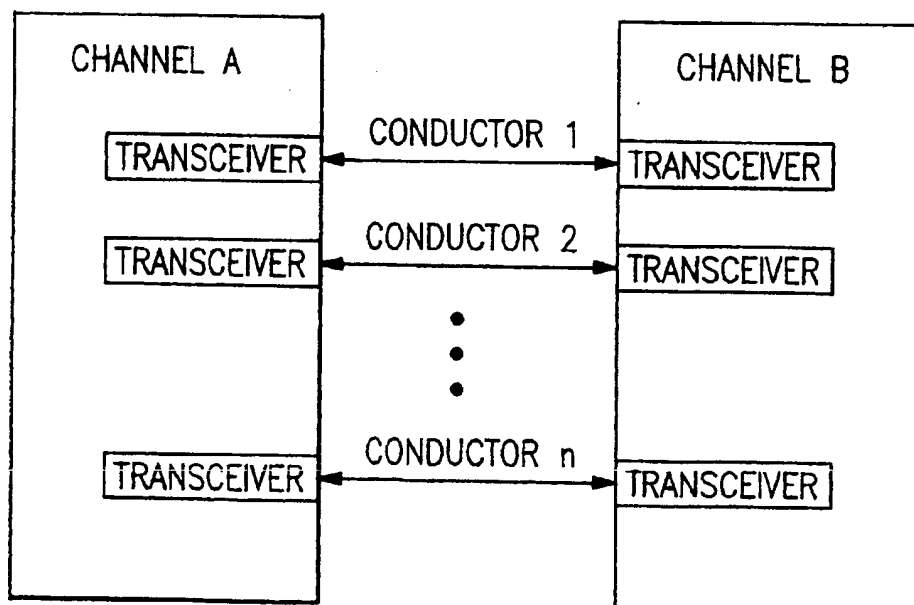 CHANNEL A
CHANNEL B
CONDUCTOR 1
TRANSCEIVER
TRANSCEIVER
CONDUCTOR 2
TRANSCEIVER
TRANSCEIVER
CONDUCTOR n
TRANSCEIVER
TRANSCEIVER